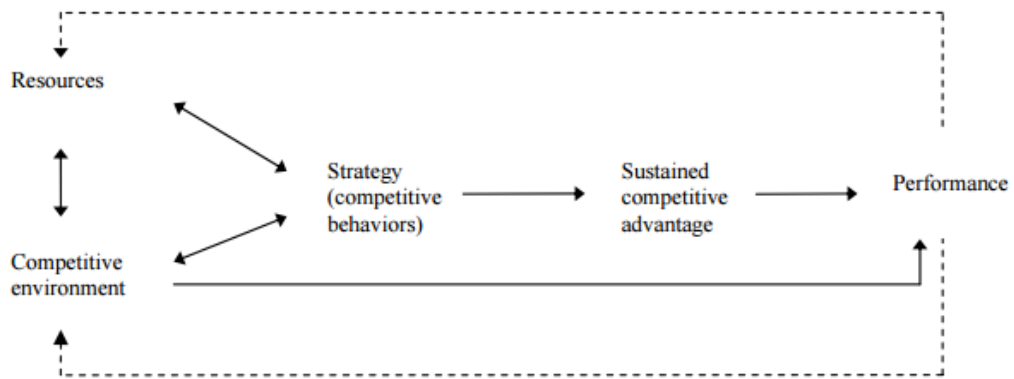 Resources
Strategy
(competitive
behaviors)
Sustained
competitive
advantage
Performance
Competitive
environment